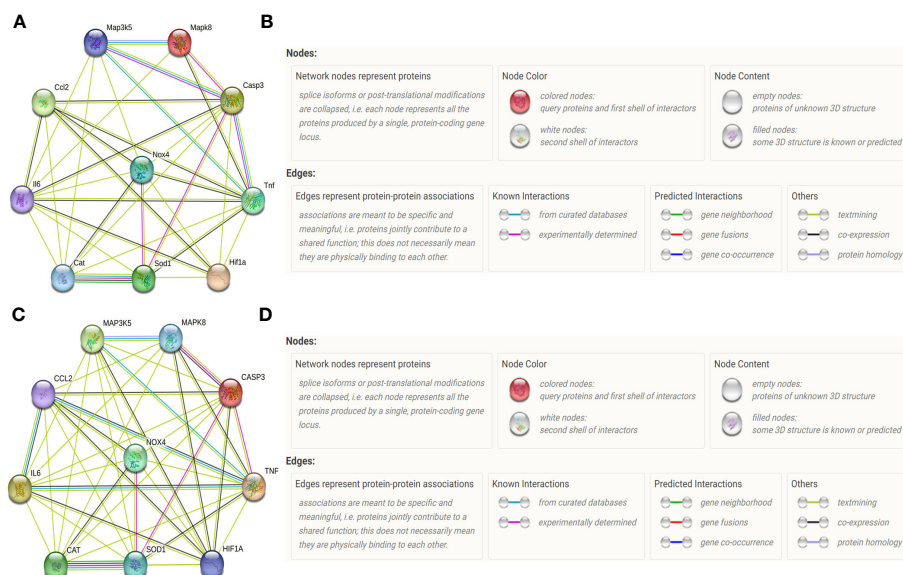 A
Map3k5
Mapk8
Ccl2
Casp3
Nox4
Il6
Tnf
Cat
Sod1
Hif1a
B
Nodes:
Network nodes represent proteins
splice isoforms or post-translational modifications
are collapsed, i.e. each node represents all the
proteins produced by a single, protein-coding gene
locus.
Node Color
colored nodes:
query proteins and first shell of interactors
white nodes:
second shell of interactors
Node Content
empty nodes:
proteins of unknown 3D structure
filled nodes:
some 3D structure is known or predicted
Edges:
Edges represent protein-protein associations
associations are meant to be specific and
meaningful, i.e. proteins jointly contribute to a
shared function; this does not necessarily mean
they are physically binding to each other.
Known Interactions
from curated databases
experimentally determined
Predicted Interactions
gene neighborhood
gene fusions
gene co-occurrence
Others
textmining
co-expression
protein homology
C
MAP3K5
MAPK8
CCL2
CASP3
NOX4
IL6
TNF
CAT
SOD1
HIF1A
D
Nodes:
Network nodes represent proteins
splice isoforms or post-translational modifications
are collapsed, i.e. each node represents all the
proteins produced by a single, protein-coding gene
locus.
Node Color
colored nodes:
query proteins and first shell of interactors
white nodes:
second shell of interactors
Node Content
empty nodes:
proteins of unknown 3D structure
filled nodes:
some 3D structure is known or predicted
Edges:
Edges represent protein-protein associations
associations are meant to be specific and
meaningful, i.e. proteins jointly contribute to a
shared function; this does not necessarily mean
they are physically binding to each other.
Known Interactions
from curated databases
experimentally determined
Predicted Interactions
gene neighborhood
gene fusions
gene co-occurrence
Others
textmining
co-expression
protein homology